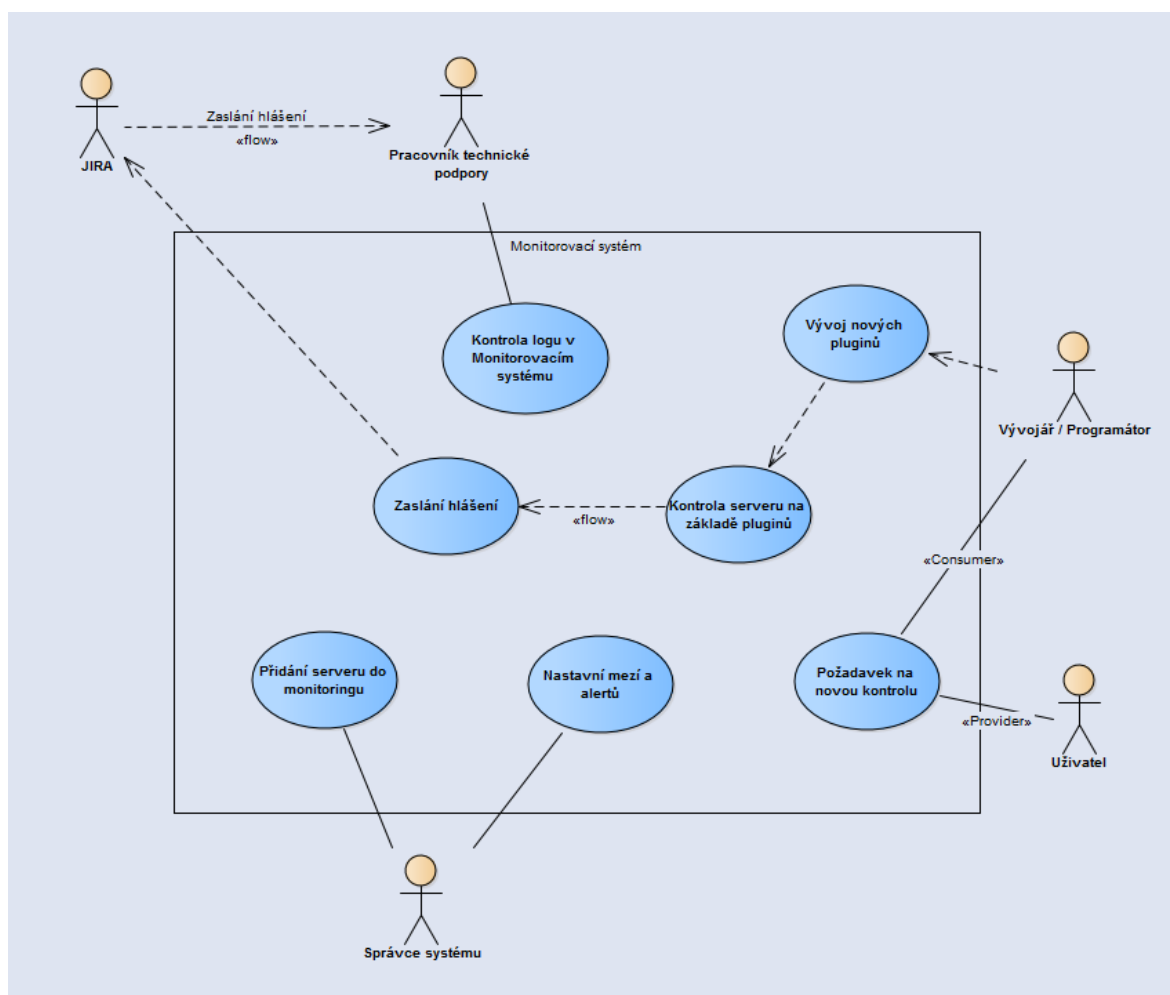 Zaslání hlášení
«flow»
JIRA
Pracovník technické
podpory
Monitorovací systém
Kontrola logu v
Monitorovacím
systému
Vývoj nových
pluginů
Vývojář / Programátor
Zaslání hlášení
«flow»
Kontrola serveru na
základě pluginů
«Consumer»
Přidání serveru do
monitoringu
Nastavní mezí a
alertů
Požadavek na
novou kontrolu
«Provider»
Uživatel
Správce systému